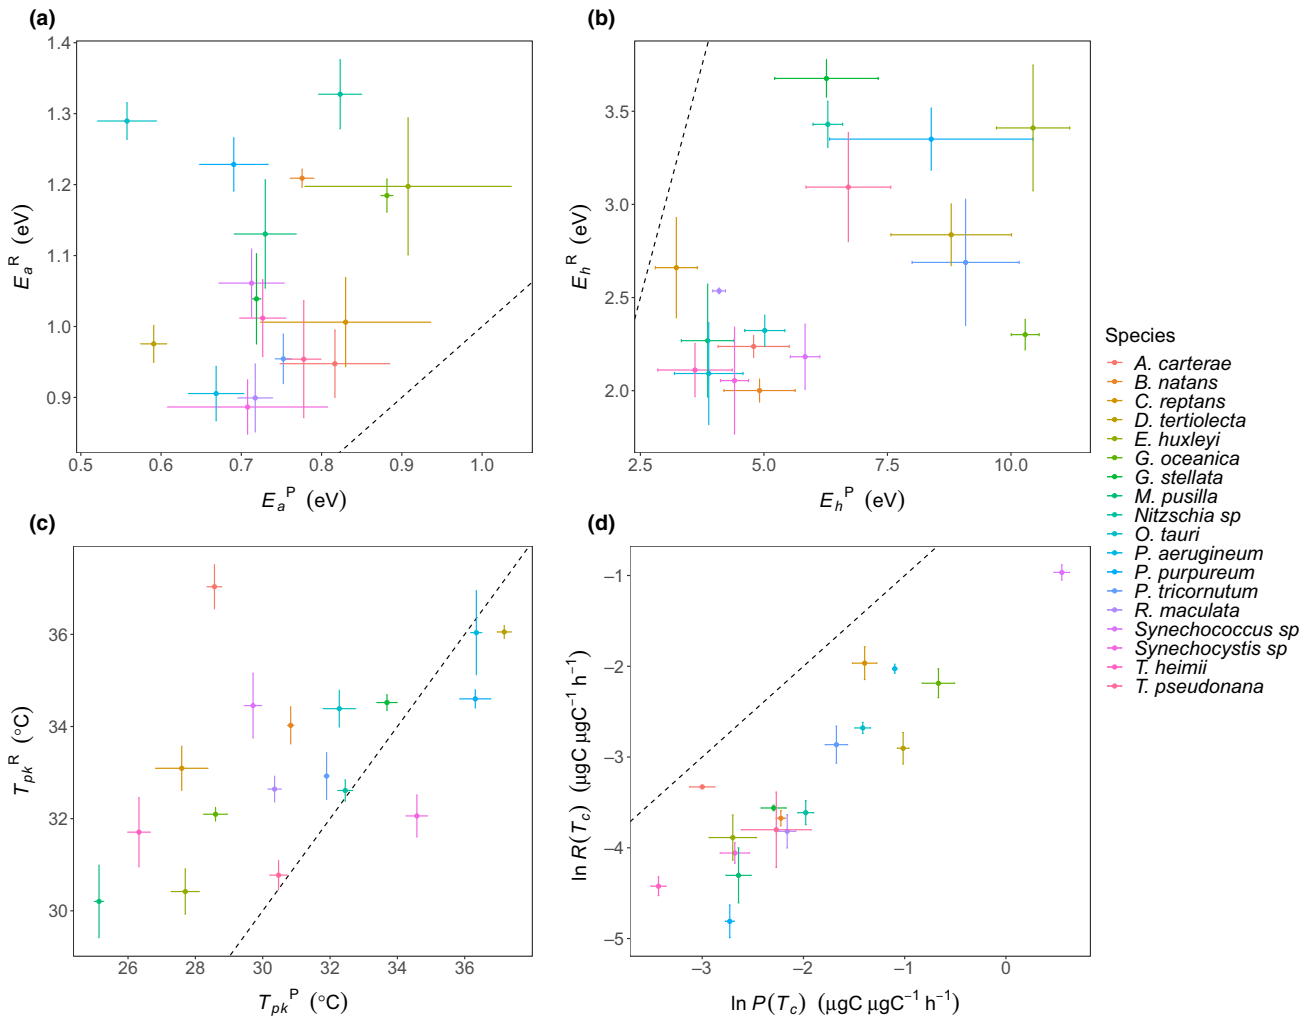 (a)
1.4
1.3
1.2
1.1
1.0
0.9
0.5 0.6 0.7 0.8 0.9 1.0
E_a^R (eV)
E_a^P (eV)
(b)
3.5
3.0
2.5
2.0
2.5 5.0 7.5 10.0
E_h^R (eV)
E_h^P (eV)
(c)
36
34
32
30
26 28 30 32 34 36
T_pk^R (°C)
T_pk^P (°C)
(d)
−1
−2
−3
−4
−5
−3 −2 −1 0
ln R(T_c) (µgC µgC⁻¹ h⁻¹)
ln P(T_c) (µgC µgC⁻¹ h⁻¹)
Species
A. carterae
B. natans
C. reptans
D. tertiolecta
E. huxleyi
G. oceanica
G. stellata
M. pusilla
Nitzschia sp
O. tauri
P. aerugineum
P. purpureum
P. tricornutum
R. maculata
Synechococcus sp
Synechocystis sp
T. heimii
T. pseudonana